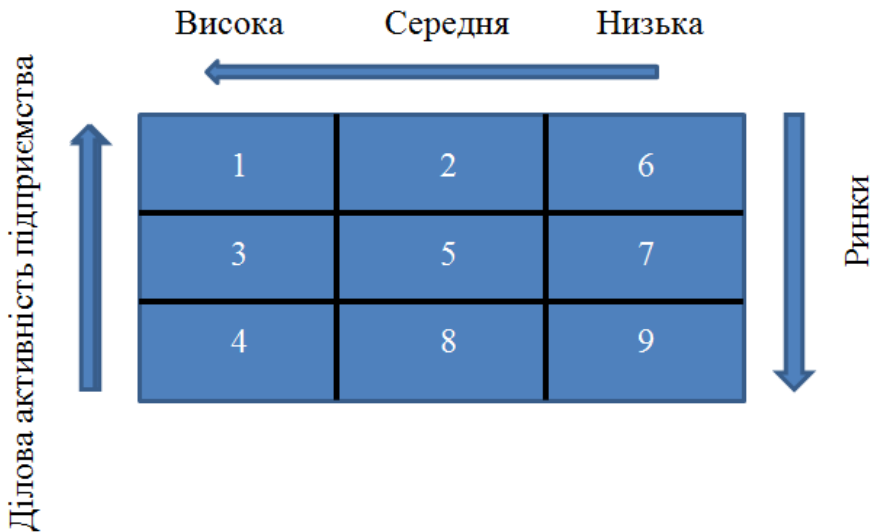 Висока Середня Низька
Ділова активність підприємства
1 2 6
3 5 7
4 8 9
Ринки